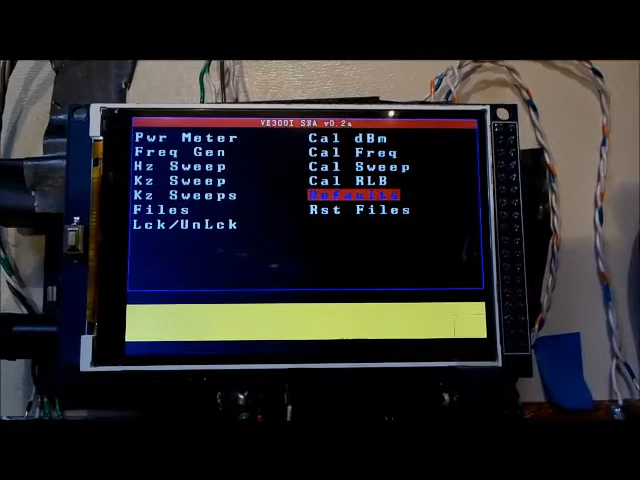 VE3OOI SNA v0.2a
Pwr Meter
Freq Gen
Hz Sweep
Kz Sweep
Kz Sweeps
Files
Lck/UnLck
Cal dBm
Cal Freq
Cal Sweep
Cal RLB
Defaults
Rst Files